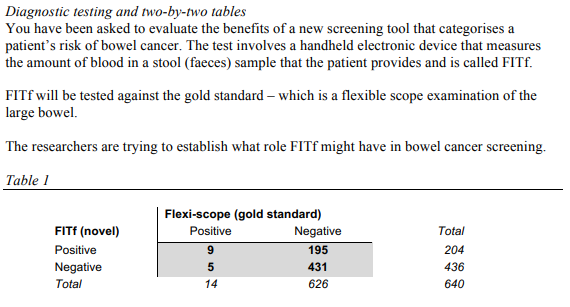 Diagnostic testing and two-by-two tables
You have been asked to evaluate the benefits of a new screening tool that categorises a
patient's risk of bowel cancer. The test involves a handheld electronic device that measures
the amount of blood in a stool (faeces) sample that the patient provides and is called FITf.
FITf will be tested against the gold standard – which is a flexible scope examination of the
large bowel.
The researchers are trying to establish what role FITf might have in bowel cancer screening.
Table 1
Flexi-scope (gold standard)
FITf (novel) Positive Negative Total
Positive 9 195 204
Negative 5 431 436
Total 14 626 640